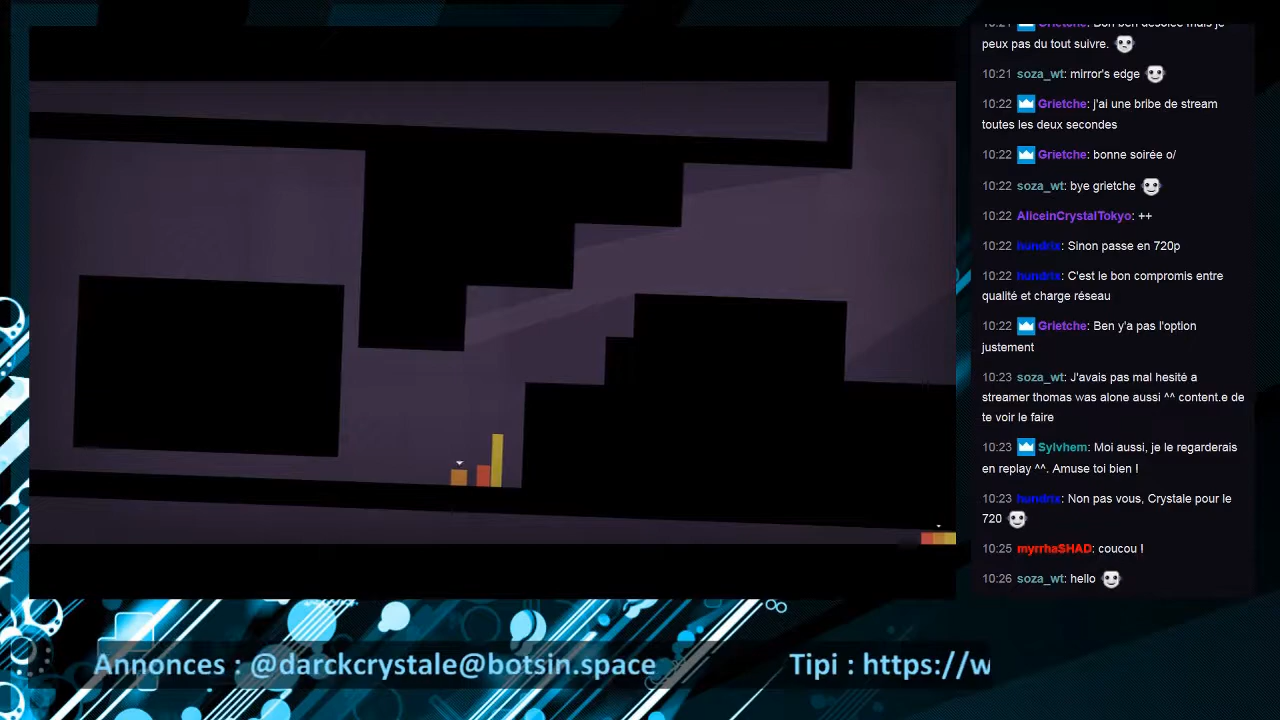 peux pas du tout suivre.
10:21 soza_wt: mirror's edge
10:22 Grietche: j'ai une bribe de stream
toutes les deux secondes
10:22 Grietche: bonne soirée o/
10:22 soza_wt: bye grietche
10:22 AliceinCrystalTokyo: ++
10:22 hundrix: Sinon passe en 720p
10:22 hundrix: C'est le bon compromis entre
qualité et charge réseau
10:22 Grietche: Ben y'a pas l'option
justement
10:23 soza_wt: J'avais pas mal hesité a
streamer thomas was alone aussi ^^ content.e de
te voir le faire
10:23 Sylvhem: Moi aussi, je le regarderais
en replay ^^. Amuse toi bien !
10:23 hundrix: Non pas vous, Crystale pour le
720
10:25 myrrhaSHAD: coucou !
10:26 soza_wt: hello
Annonces : @darckcrystale@botsin.space Tipi : https://w